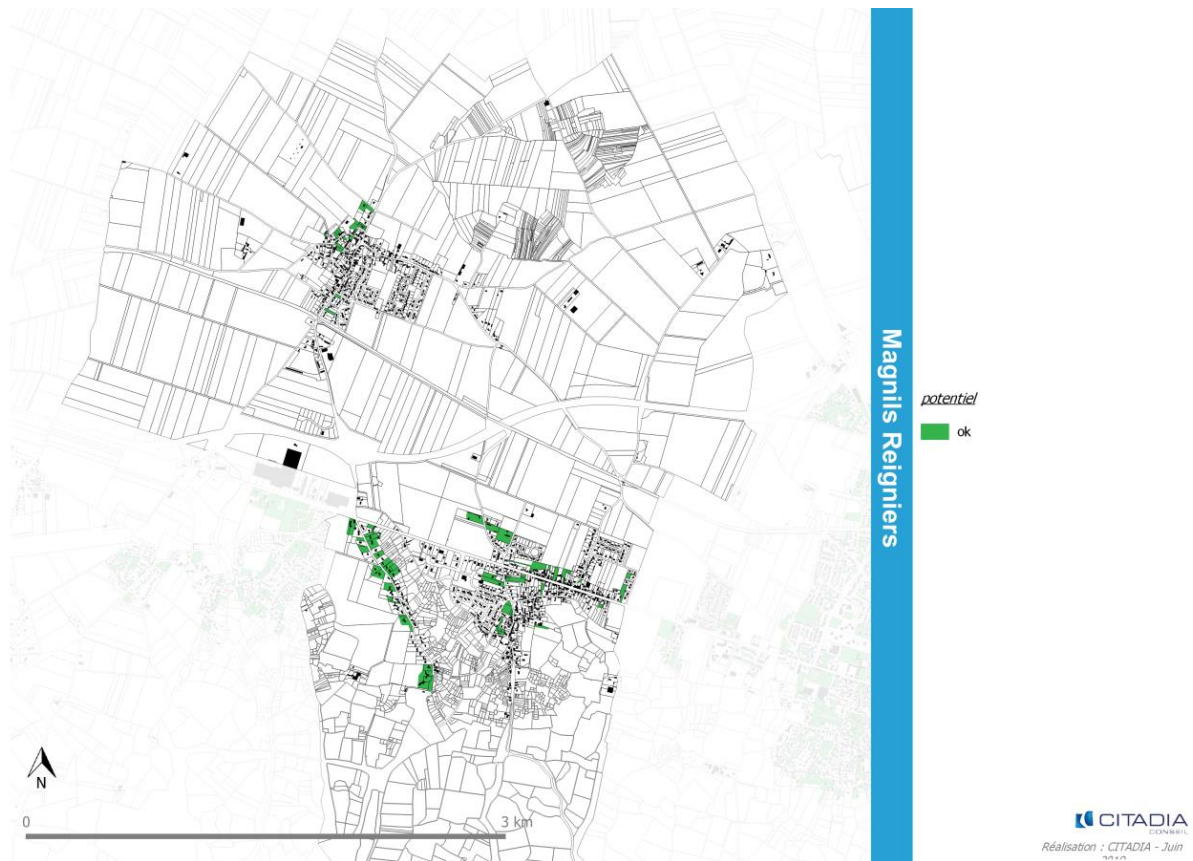 Magnils Reigniers
potentiel
ok
N
0 3 km
CITADIA
CONSEIL
Réalisation : CITADIA - Juin